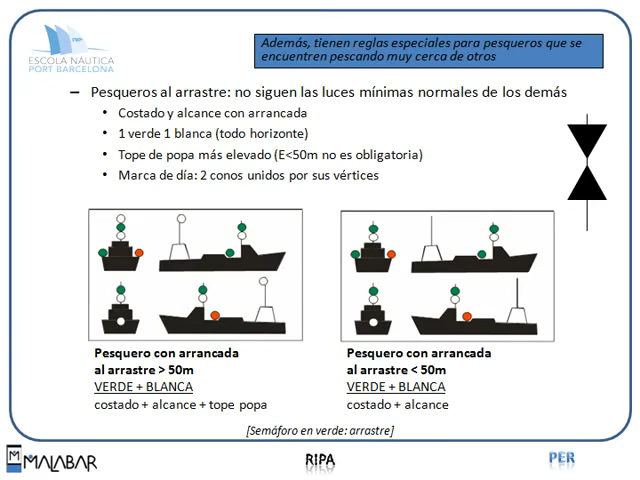 Además, tienen reglas especiales para pesqueros que se
encuentren pescando muy cerca de otros
ESCOLA NÀUTICA
PORT BARCELONA
– Pesqueros al arrastre: no siguen las luces mínimas normales de los demás
• Costado y alcance con arrancada
• 1 verde 1 blanca (todo horizonte)
• Tope de popa más elevado (E<50m no es obligatoria)
• Marca de día: 2 conos unidos por sus vértices
Pesquero con arrancada
al arrastre > 50m
VERDE + BLANCA
costado + alcance + tope popa
Pesquero con arrancada
al arrastre < 50m
VERDE + BLANCA
costado + alcance
[Semáforo en verde: arrastre]
MALABAR
RIPA
PER